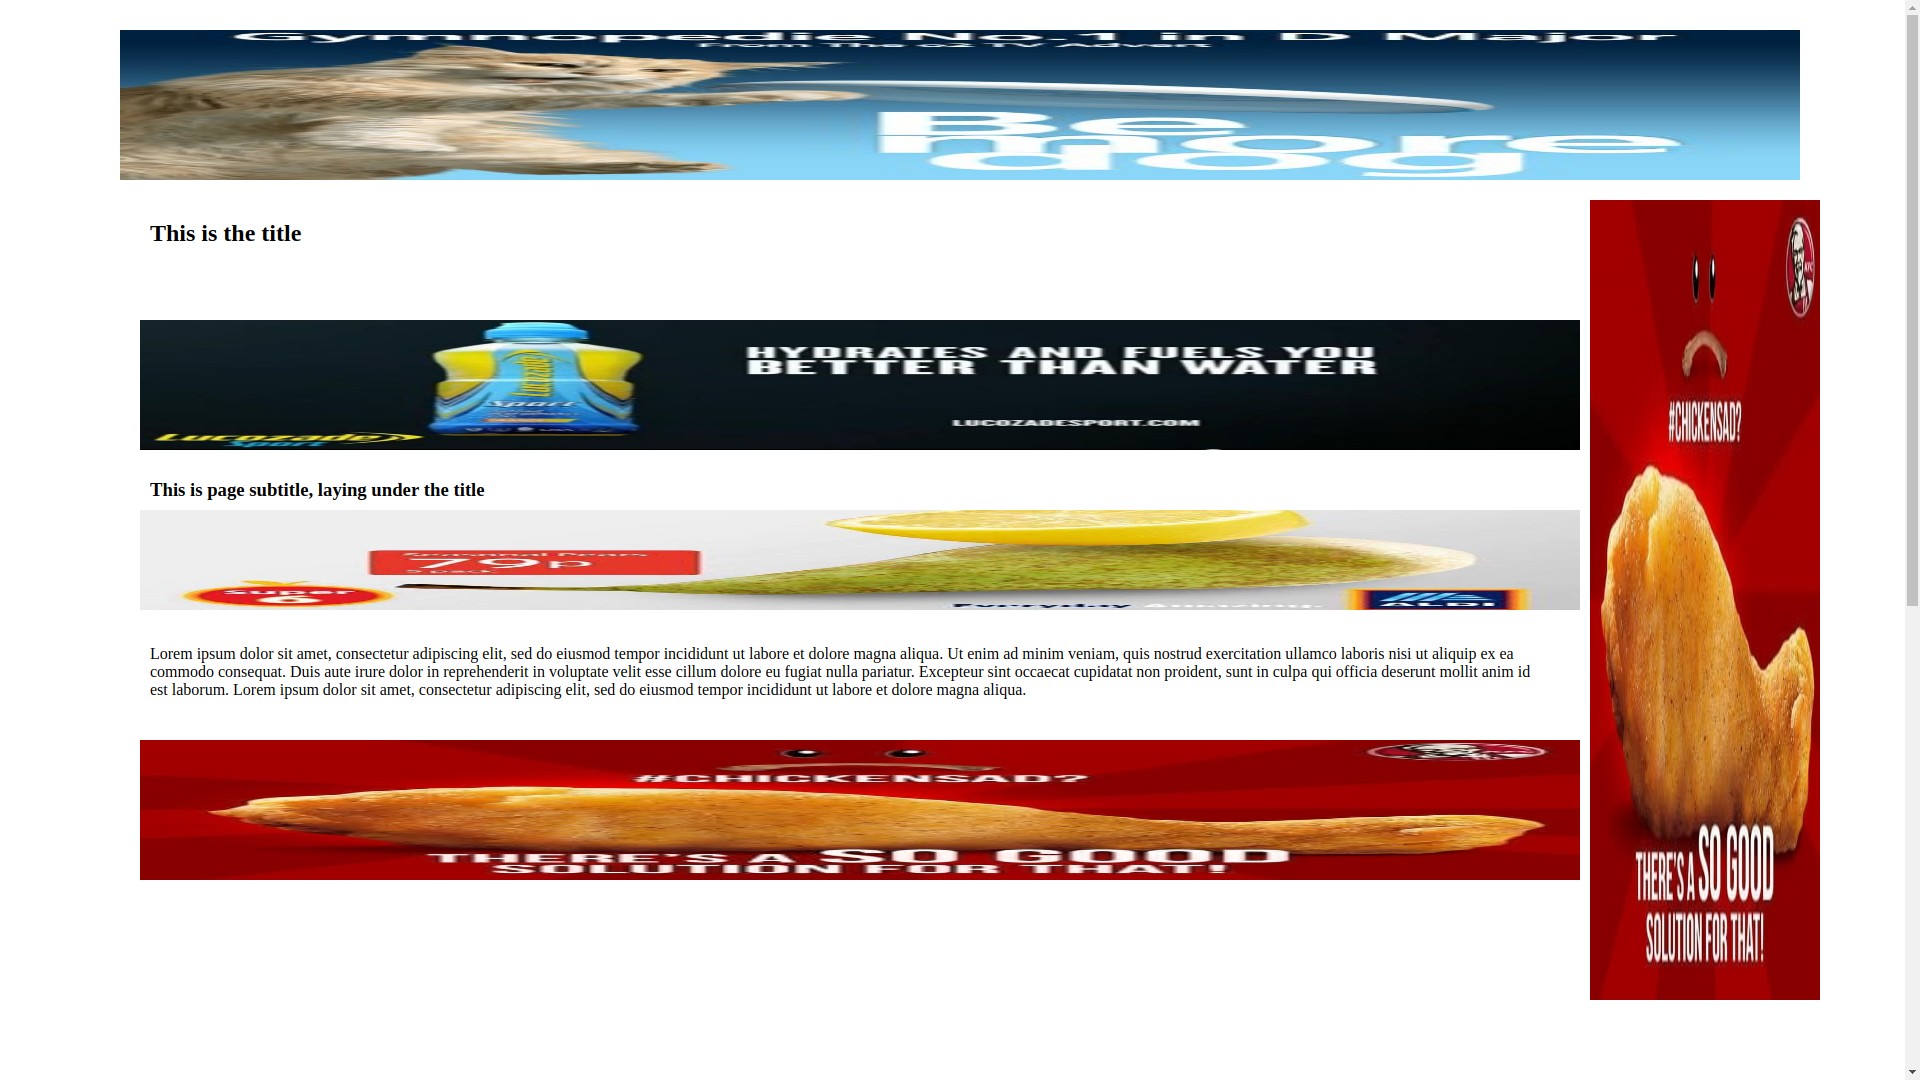 Gymnopedie No.1 in D Major
From The o2 TV Advert
Be
more
dog
This is the title
HYDRATES AND FUELS YOU
BETTER THAN WATER
Lucozade
Sport
LUCOZADESPORT.COM
Lucozade
Sport
This is page subtitle, laying under the title
Seasonal Pears
79p
Super
6
Everyday Amazing.
ALDI
Lorem ipsum dolor sit amet, consectetur adipiscing elit, sed do eiusmod tempor incididunt ut labore et dolore magna aliqua. Ut enim ad minim veniam, quis nostrud exercitation ullamco laboris nisi ut aliquip ex ea
commodo consequat. Duis aute irure dolor in reprehenderit in voluptate velit esse cillum dolore eu fugiat nulla pariatur. Excepteur sint occaecat cupidatat non proident, sunt in culpa qui officia deserunt mollit anim id
est laborum. Lorem ipsum dolor sit amet, consectetur adipiscing elit, sed do eiusmod tempor incididunt ut labore et dolore magna aliqua.
#CHICKENSAD?
THERE'S A SO GOOD
SOLUTION FOR THAT!
KFC
#CHICKENSAD?
THERE'S A SO GOOD
SOLUTION FOR THAT!